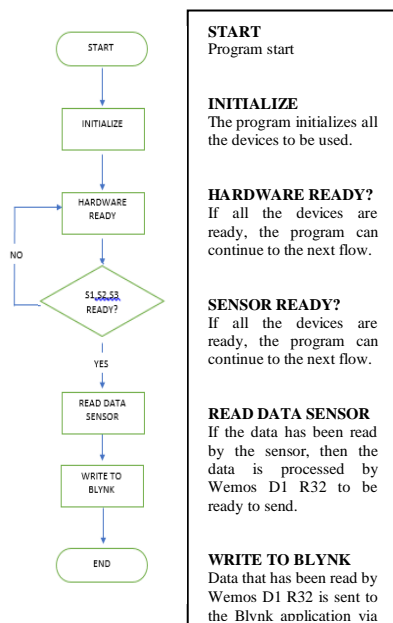 START
INITIALIZE
HARDWARE
READY
NO
S1,S2,S3
READY?
YES
READ DATA
SENSOR
WRITE TO
BLYNK
END
START
Program start
INITIALIZE
The program initializes all
the devices to be used.
HARDWARE READY?
If all the devices are
ready, the program can
continue to the next flow.
SENSOR READY?
If all the devices are
ready, the program can
continue to the next flow.
READ DATA SENSOR
If the data has been read
by the sensor, then the
data is processed by
Wemos D1 R32 to be
ready to send.
WRITE TO BLYNK
Data that has been read by
Wemos D1 R32 is sent to
the Blynk application via